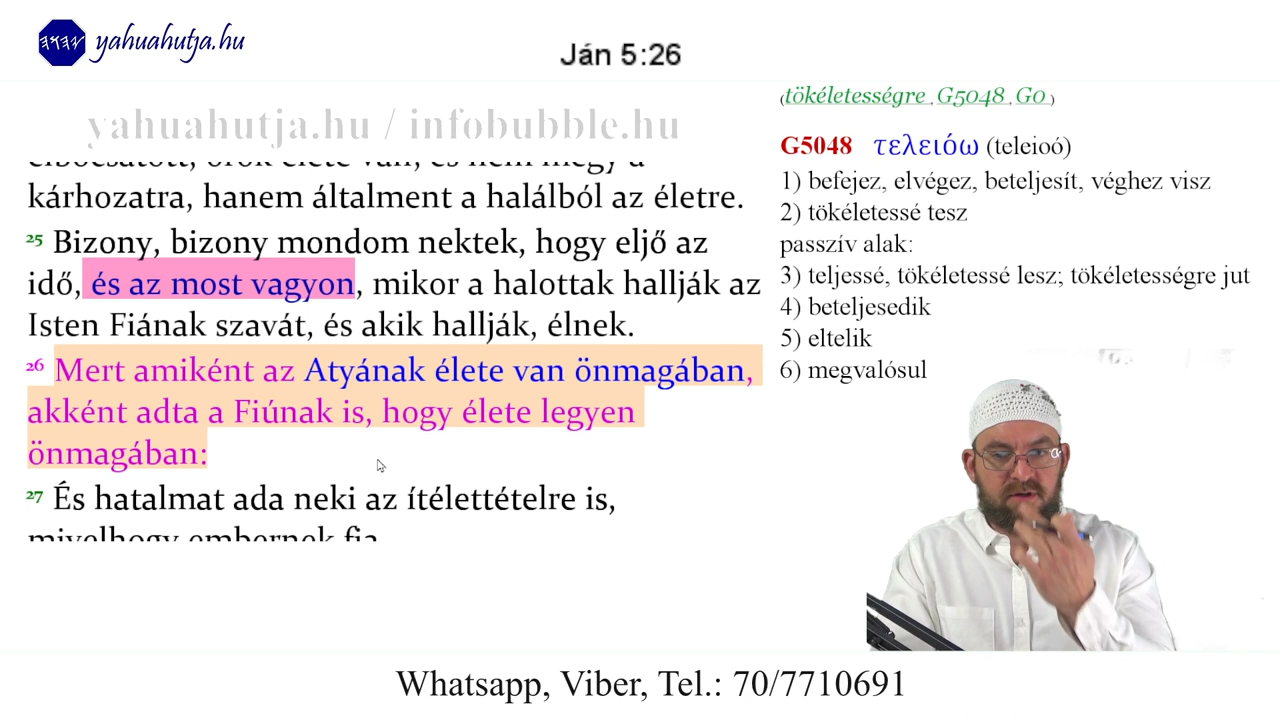 yahuahutja.hu
Ján 5:26
yahuahutja.hu / infobubble.hu
kárhozatra, hanem általment a halálból az életre.
25 Bizony, bizony mondom nektek, hogy eljő az
idő, és az most vagyon, mikor a halottak hallják az
Isten Fiának szavát, és akik hallják, élnek.
26 Mert amiként az Atyának élete van önmagában,
akként adta a Fiúnak is, hogy élete legyen
önmagában:
27 És hatalmat ada neki az ítélettételre is,
mivelhogy embernek fia
(tökéletességre , G5048 , G0 )
G5048 τελειόω (teleioó)
1) befejez, elvégez, beteljesít, véghez visz
2) tökéletessé tesz
passzív alak:
3) teljessé, tökéletessé lesz; tökéletességre jut
4) beteljesedik
5) eltelik
6) megvalósul
Whatsapp, Viber, Tel.: 70/7710691